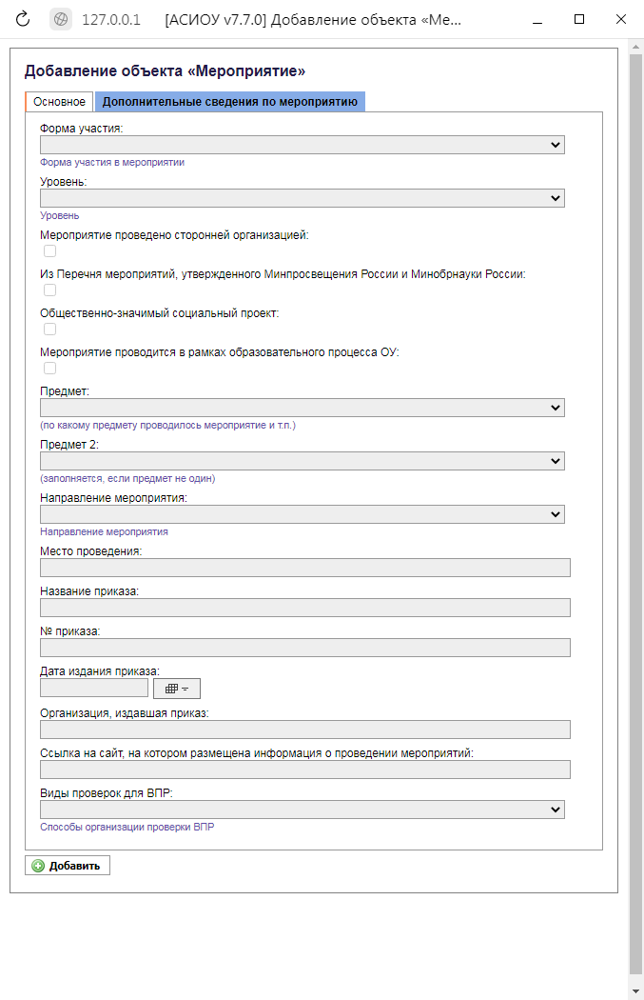 127.0.0.1 [АСИОУ v7.7.0] Добавление объекта «Ме...
Добавление объекта «Мероприятие»
Основное Дополнительные сведения по мероприятию
Форма участия:
Форма участия в мероприятии
Уровень:
Уровень
Мероприятие проведено сторонней организацией:
Из Перечня мероприятий, утвержденного Минпросвещения России и Минобрнауки России:
Общественно-значимый социальный проект:
Мероприятие проводится в рамках образовательного процесса ОУ:
Предмет:
(по какому предмету проводилось мероприятие и т.п.)
Предмет 2:
(заполняется, если предмет не один)
Направление мероприятия:
Направление мероприятия
Место проведения:
Название приказа:
№ приказа:
Дата издания приказа:
Организация, издавшая приказ:
Ссылка на сайт, на котором размещена информация о проведении мероприятий:
Виды проверок для ВПР:
Способы организации проверки ВПР
Добавить